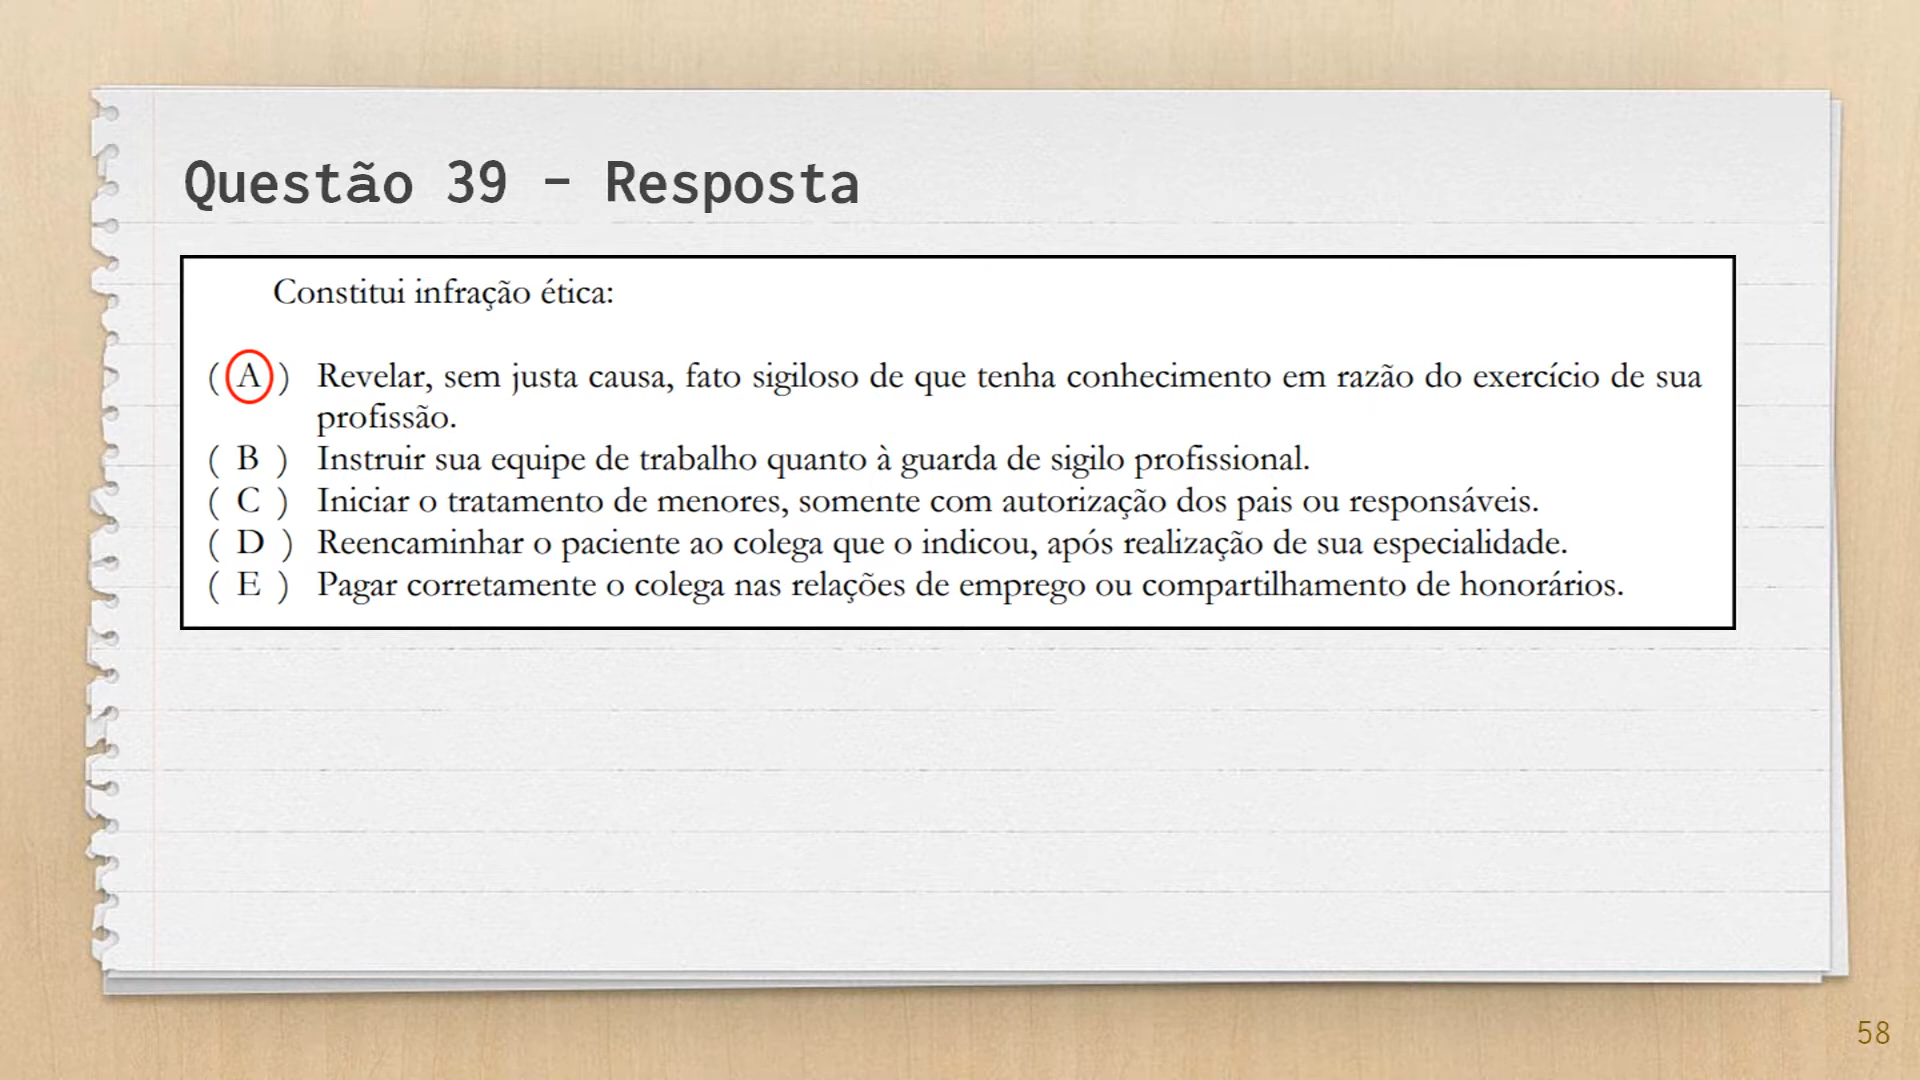 Questão 39 – Resposta
Constitui infração ética:
( A ) Revelar, sem justa causa, fato sigiloso de que tenha conhecimento em razão do exercício de sua
profissão.
( B ) Instruir sua equipe de trabalho quanto à guarda de sigilo profissional.
( C ) Iniciar o tratamento de menores, somente com autorização dos pais ou responsáveis.
( D ) Reencaminhar o paciente ao colega que o indicou, após realização de sua especialidade.
( E ) Pagar corretamente o colega nas relações de emprego ou compartilhamento de honorários.
58